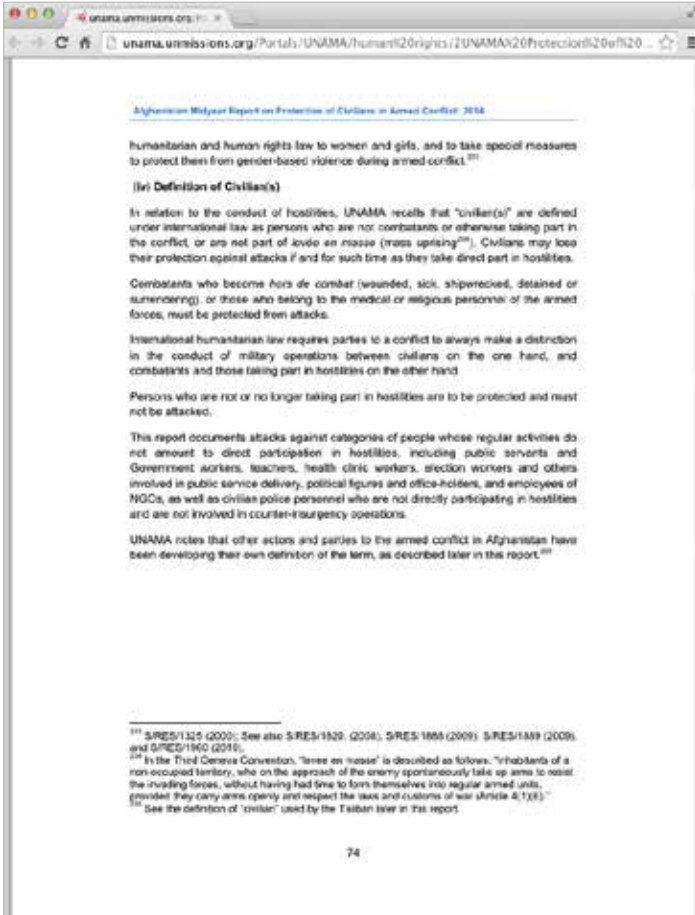 unama.unmissions.org
unama.unmissions.org/Portals/UNAMA/human%20rights/2UNAMA%20Protection%20of%20...
Afghanistan Midyear Report on Protection of Civilians in Armed Conflict: 2014
humanitarian and human rights law to women and girls, and to take special measures
to protect them from gender-based violence during armed conflict.
(iv) Definition of Civilian(s)
In relation to the conduct of hostilities, UNAMA recalls that "civilian(s)" are defined
under international law as persons who are not combatants or otherwise taking part in
the conflict, or are not part of levée en masse (mass uprising). Civilians may lose
their protection against attacks if and for such time as they take direct part in hostilities.
Combatants who become hors de combat (wounded, sick, shipwrecked, detained or
surrendering), or those who belong to the medical or religious personnel of the armed
forces, must be protected from attacks.
International humanitarian law requires parties to a conflict to always make a distinction
in the conduct of military operations between civilians on the one hand, and
combatants and those taking part in hostilities on the other hand.
Persons who are not or no longer taking part in hostilities are to be protected and must
not be attacked.
This report documents attacks against categories of people whose regular activities do
not amount to direct participation in hostilities, including public servants and
Government workers, teachers, health clinic workers, election workers and others
involved in public service delivery, political figures and office-holders, and employees of
NGOs, as well as civilian police personnel who are not directly participating in hostilities
and are not involved in counter-insurgency operations.
UNAMA notes that other actors and parties to the armed conflict in Afghanistan have
been developing their own definition of the term, as described later in this report.
S/RES/1325 (2000); See also S/RES/1820. (2008), S/RES/1888 (2009). S/RES/1889 (2009),
and S/RES/1960 (2010).
In the Third Geneva Convention, "levee en masse" is described as follows: "Inhabitants of a
non-occupied territory, who on the approach of the enemy spontaneously take up arms to resist
the invading forces, without having had time to form themselves into regular armed units,
provided they carry arms openly and respect the laws and customs of war (Article 4(1)(6)."
See the definition of "civilian" used by the Taliban later in this report.
74